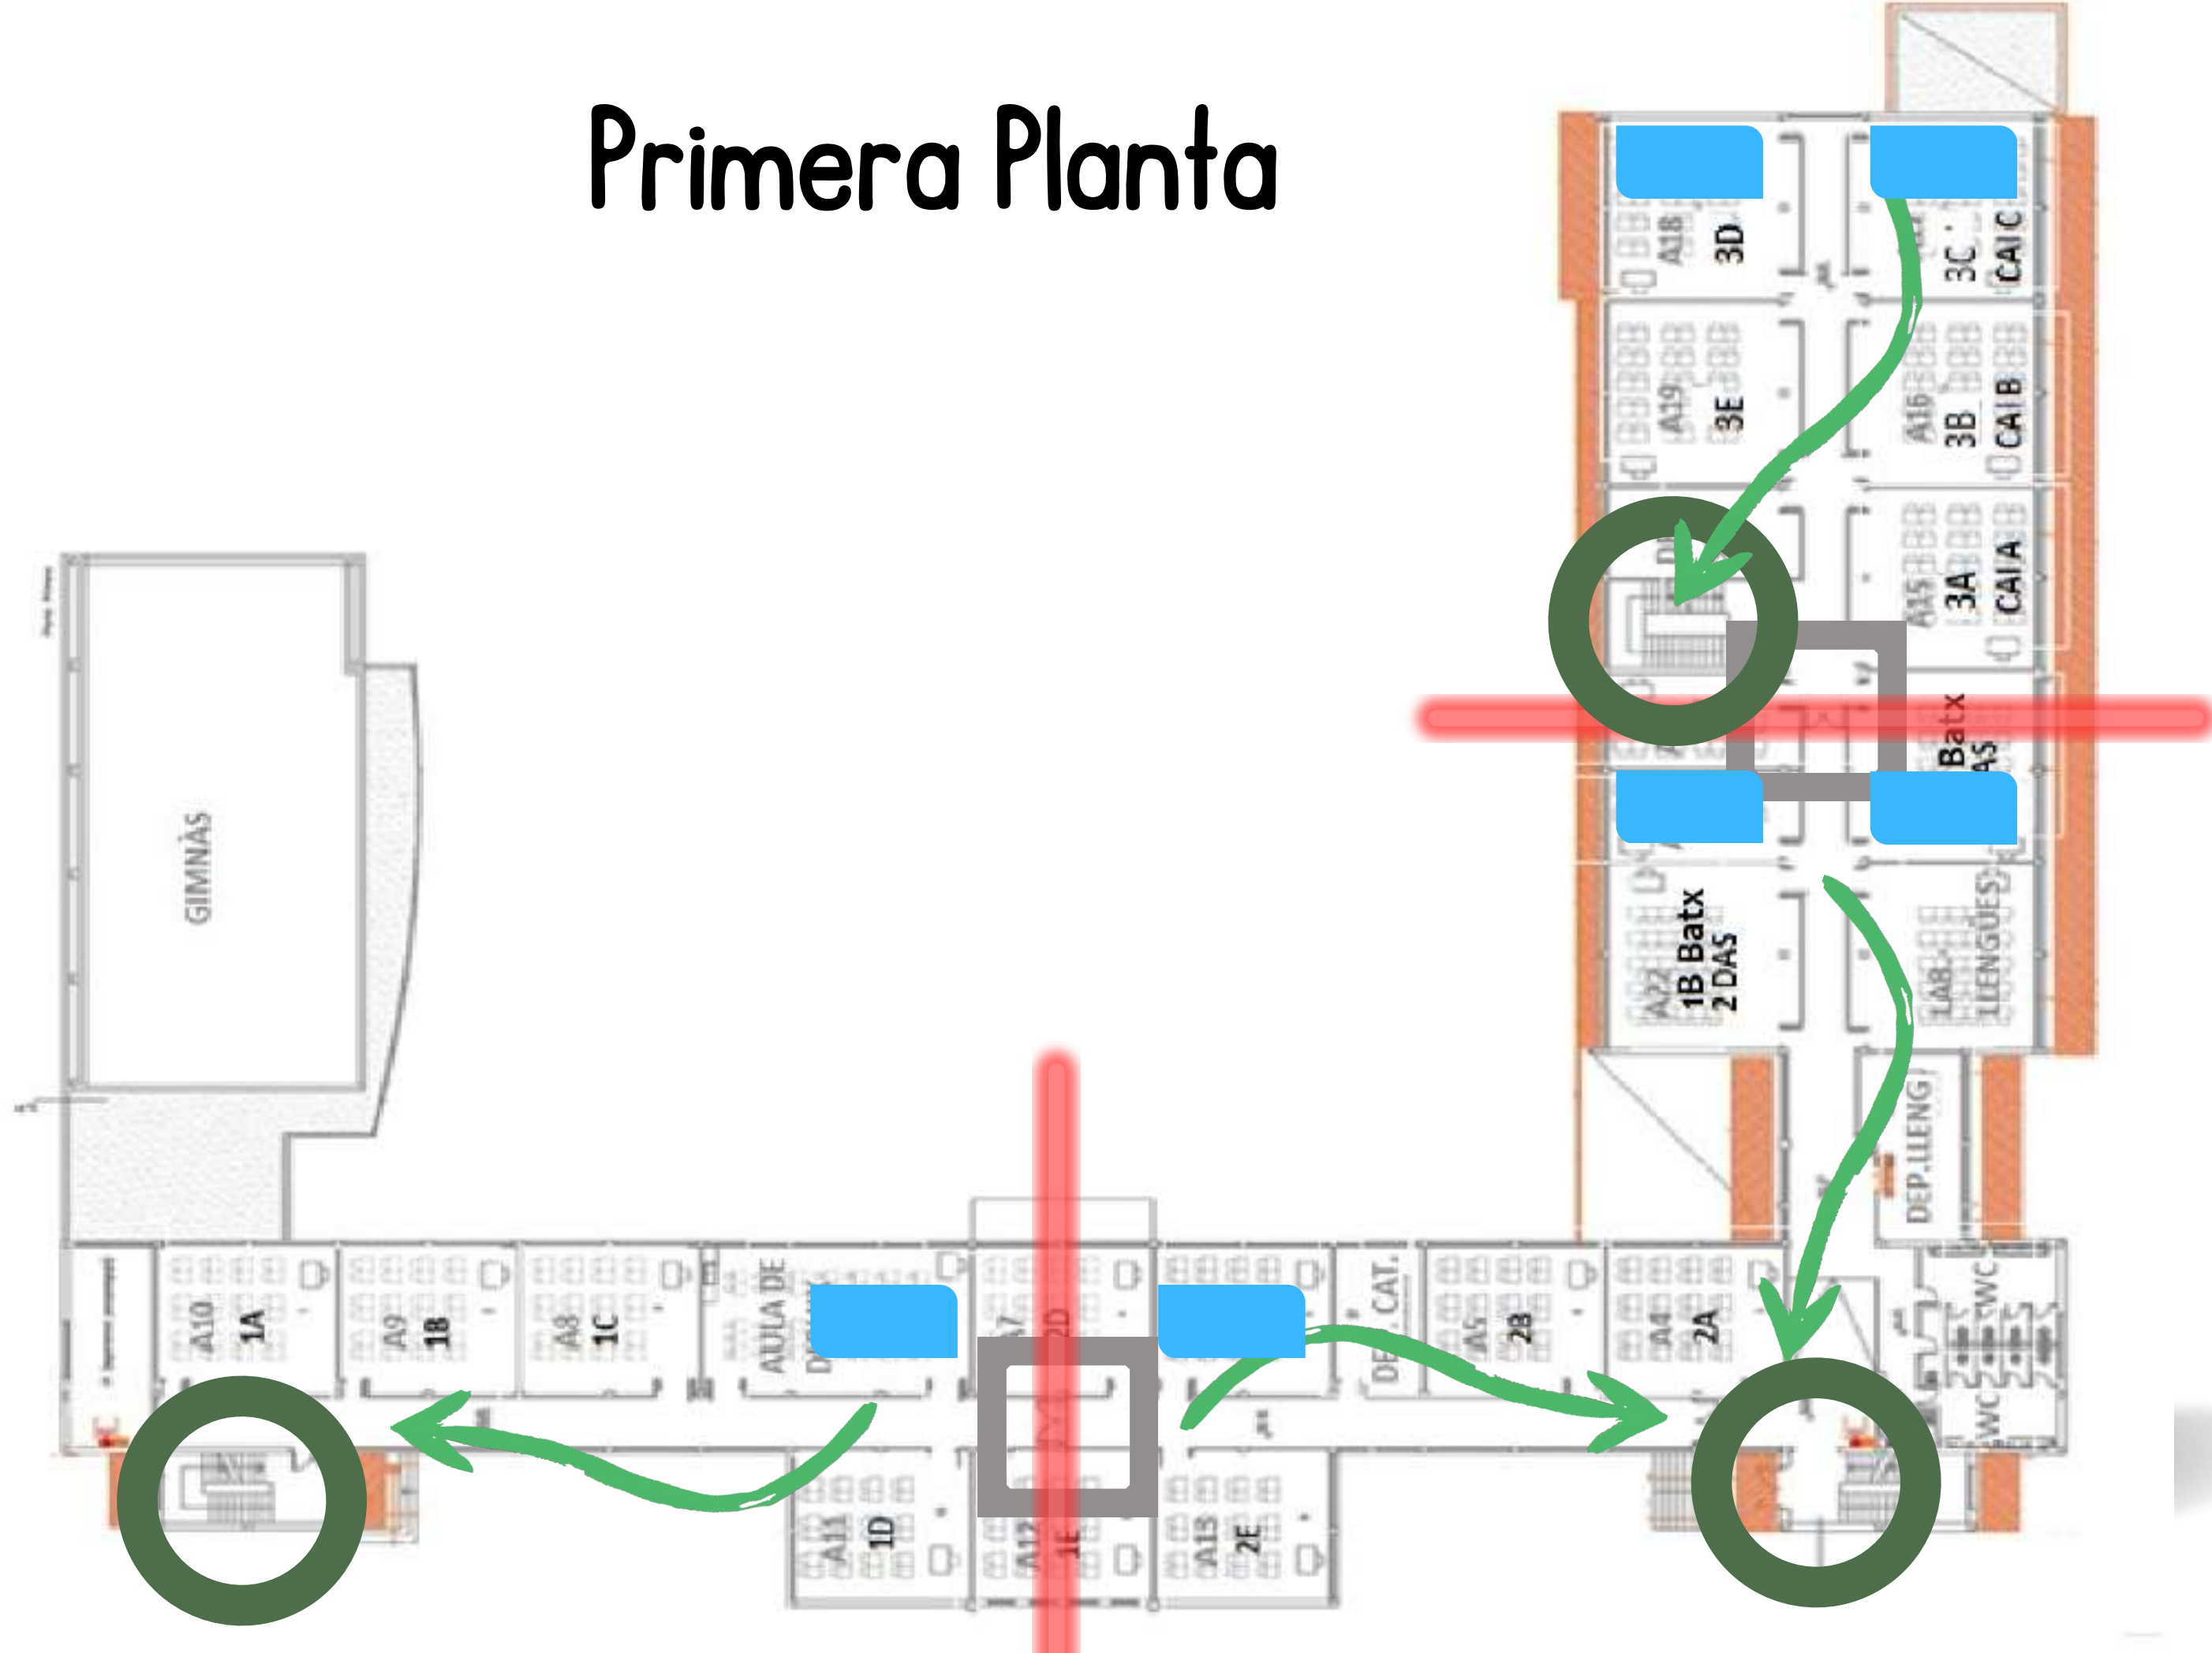 Primera Planta
A18
3D
3C
CAI C
A19
3E
A16
3B
CAI B
A15
3A
CAI A
Batx
GIMNÀS
A22
1B Batx
2 DAS
LAB.
LLENGÜES
DEP.LLENG
A10
1A
A9
1B
A8
1C
AULA DE
A7
2D
CAT.
A5
2B
A4
2A
WC
WC
A11
1D
A12
1E
A13
2E